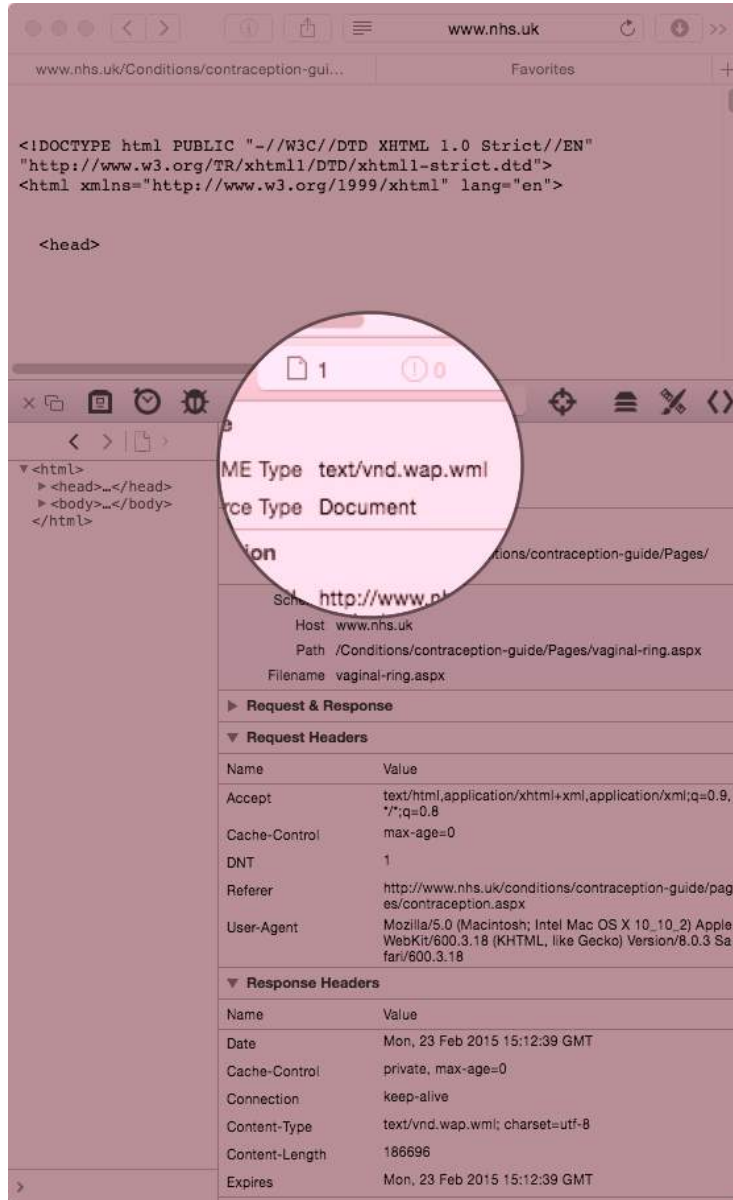 www.nhs.uk
www.nhs.uk/Conditions/contraception-gui...
Favorites
<!DOCTYPE html PUBLIC "-//W3C//DTD XHTML 1.0 Strict//EN"
"http://www.w3.org/TR/xhtml1/DTD/xhtml1-strict.dtd">
<html xmlns="http://www.w3.org/1999/xhtml" lang="en">
<head>
1
0
▼<html>
▶<head>…</head>
▶<body>…</body>
</html>
ME Type text/vnd.wap.wml
rce Type Document
ion
itions/contraception-guide/Pages/
http://www.
Host www.nhs.uk
Path /Conditions/contraception-guide/Pages/vaginal-ring.aspx
Filename vaginal-ring.aspx
▶ Request & Response
▼ Request Headers
Name Value
Accept text/html,application/xhtml+xml,application/xml;q=0.9,
*/*;q=0.8
Cache-Control max-age=0
DNT 1
Referer http://www.nhs.uk/conditions/contraception-guide/pag
es/contraception.aspx
User-Agent Mozilla/5.0 (Macintosh; Intel Mac OS X 10_10_2) Apple
WebKit/600.3.18 (KHTML, like Gecko) Version/8.0.3 Sa
fari/600.3.18
▼ Response Headers
Name Value
Date Mon, 23 Feb 2015 15:12:39 GMT
Cache-Control private, max-age=0
Connection keep-alive
Content-Type text/vnd.wap.wml; charset=utf-8
Content-Length 186696
Expires Mon, 23 Feb 2015 15:12:39 GMT